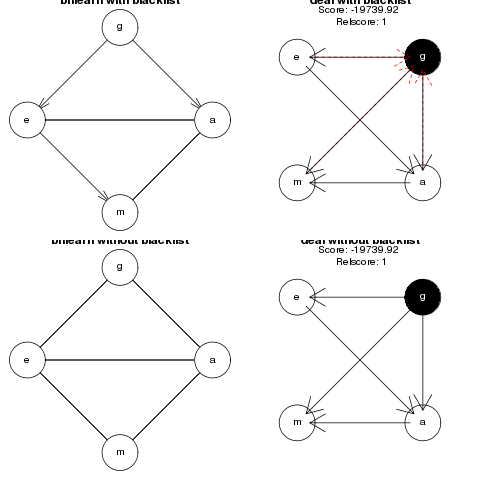 bnlearn with blacklist
g
e
a
m
deal with blacklist
Score: -19739.92
Relscore: 1
e
g
m
a
bnlearn without blacklist
g
e
a
m
deal without blacklist
Score: -19739.92
Relscore: 1
e
g
m
a